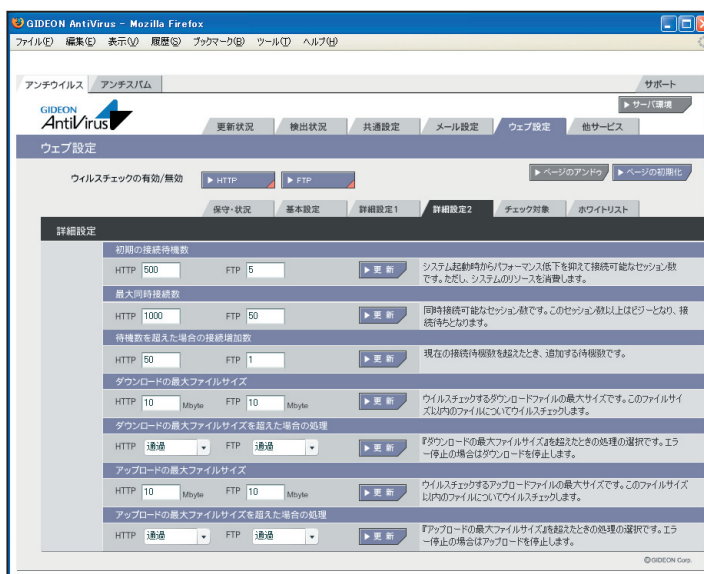 GIDEON AntiVirus - Mozilla Firefox
ファイル(F) 編集(E) 表示(V) 履歴(S) ブックマーク(B) ツール(T) ヘルプ(H)
アンチウイルス アンチスパム サポート
GIDEON
AntiVirus
サーバ環境
更新状況 検出状況 共通設定 メール設定 ウェブ設定 他サービス
ウェブ設定
ウィルスチェックの有効/無効 HTTP FTP ページのアンドゥ ページの初期化
保守・状況 基本設定 詳細設定1 詳細設定2 チェック対象 ホワイトリスト
詳細設定
初期の接続待機数
HTTP 500 FTP 5 更 新 システム起動時からパフォーマンス低下を抑えて接続可能なセッション数
です。ただし、システムのリソースを消費します。
最大同時接続数
HTTP 1000 FTP 50 更 新 同時接続可能なセッション数です。このセッション数以上はビジーとなり、接
続待ちとなります。
待機数を超えた場合の接続増加数
HTTP 50 FTP 1 更 新 現在の接続待機数を超えたとき、追加する待機数です。
ダウンロードの最大ファイルサイズ
HTTP 10 Mbyte FTP 10 Mbyte 更 新 ウイルスチェックするダウンロードファイルの最大サイズです。このファイルサイ
ズ以内のファイルについてウイルスチェックします。
ダウンロードの最大ファイルサイズを超えた場合の処理
HTTP 通過 FTP 通過 更 新 『ダウンロードの最大ファイルサイズ』を超えたときの処理の選択です。エラ
ー停止の場合はダウンロードを停止します。
アップロードの最大ファイルサイズ
HTTP 10 Mbyte FTP 10 Mbyte 更 新 ウイルスチェックするアップロードファイルの最大サイズです。このファイルサイズ
以内のファイルについてウイルスチェックします。
アップロードの最大ファイルサイズを超えた場合の処理
HTTP 通過 FTP 通過 更 新 『アップロードの最大ファイルサイズ』を超えたときの処理の選択です。エラ
ー停止の場合はアップロードを停止します。
©GIDEON Corp.